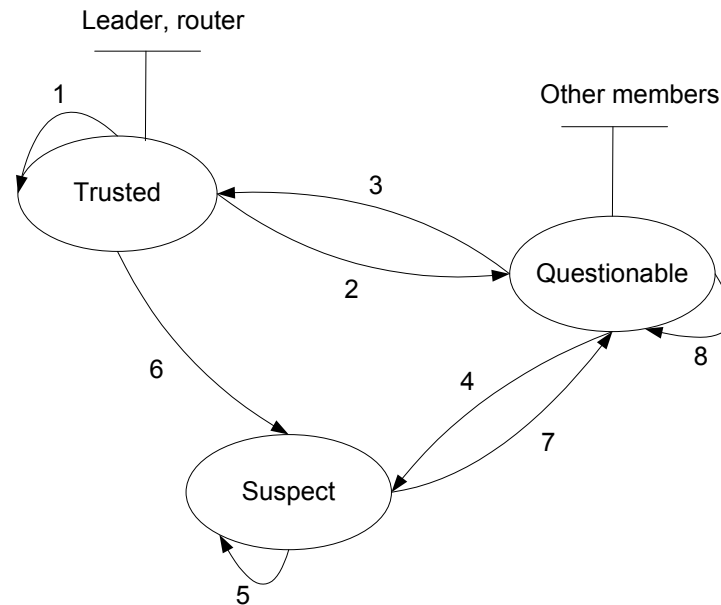 Leader, router
1
Other members
Trusted
3
Questionable
2
8
6
4
7
Suspect
5